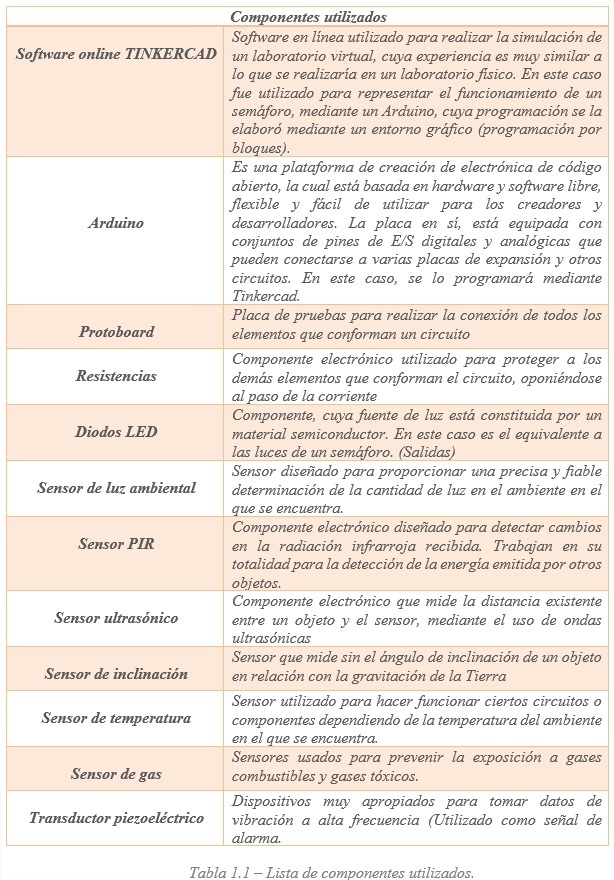 Componentes utilizados
Software online TINKERCAD
Software en línea utilizado para realizar la simulación de
un laboratorio virtual, cuya experiencia es muy similar a
lo que se realizaría en un laboratorio físico. En este caso
fue utilizado para representar el funcionamiento de un
semáforo, mediante un Arduino, cuya programación se la
elaboró mediante un entorno gráfico (programación por
bloques).
Arduino
Es una plataforma de creación de electrónica de código
abierto, la cual está basada en hardware y software libre,
flexible y fácil de utilizar para los creadores y
desarrolladores. La placa en sí, está equipada con
conjuntos de pines de E/S digitales y analógicas que
pueden conectarse a varias placas de expansión y otros
circuitos. En este caso, se lo programará mediante
Tinkercad.
Protoboard
Placa de pruebas para realizar la conexión de todos los
elementos que conforman un circuito
Resistencias
Componente electrónico utilizado para proteger a los
demás elementos que conforman el circuito, oponiéndose
al paso de la corriente
Diodos LED
Componente, cuya fuente de luz está constituida por un
material semiconductor. En este caso es el equivalente a
las luces de un semáforo. (Salidas)
Sensor de luz ambiental
Sensor diseñado para proporcionar una precisa y fiable
determinación de la cantidad de luz en el ambiente en el
que se encuentra.
Sensor PIR
Componente electrónico diseñado para detectar cambios
en la radiación infrarroja recibida. Trabajan en su
totalidad para la detección de la energía emitida por otros
objetos.
Sensor ultrasónico
Componente electrónico que mide la distancia existente
entre un objeto y el sensor, mediante el uso de ondas
ultrasónicas
Sensor de inclinación
Sensor que mide sin el ángulo de inclinación de un objeto
en relación con la gravitación de la Tierra
Sensor de temperatura
Sensor utilizado para hacer funcionar ciertos circuitos o
componentes dependiendo de la temperatura del ambiente
en el que se encuentra.
Sensor de gas
Sensores usados para prevenir la exposición a gases
combustibles y gases tóxicos.
Transductor piezoeléctrico
Dispositivos muy apropiados para tomar datos de
vibración a alta frecuencia (Utilizado como señal de
alarma.
Tabla 1.1 – Lista de componentes utilizados.